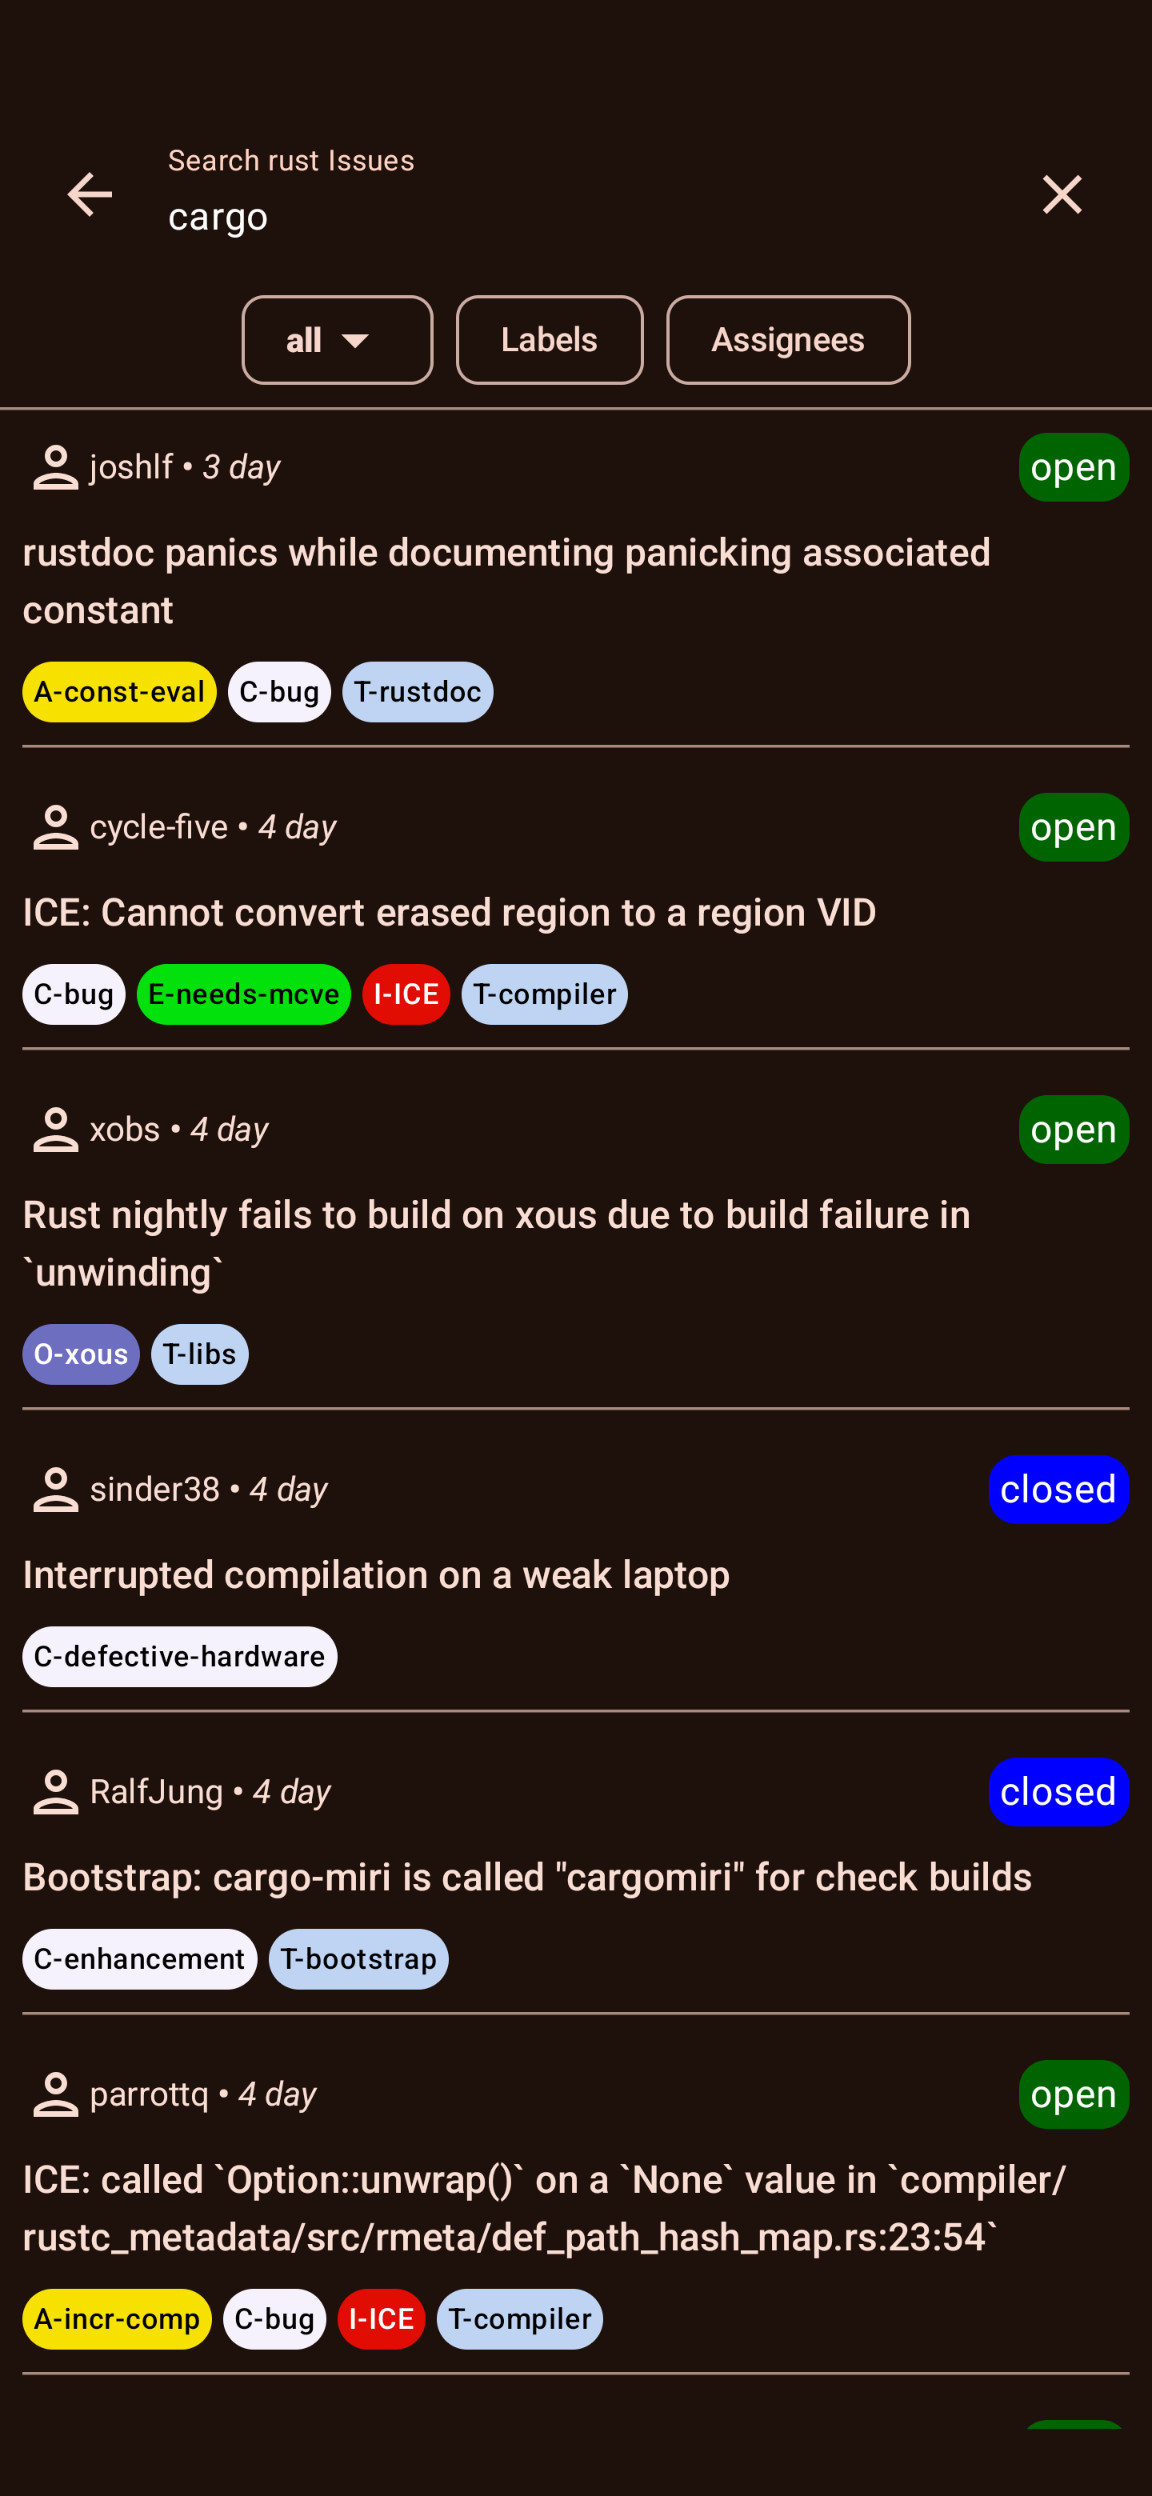 Search rust Issues
cargo
all
Labels
Assignees
joshlf • 3 day
open
rustdoc panics while documenting panicking associated
constant
A-const-eval
C-bug
T-rustdoc
cycle-five • 4 day
open
ICE: Cannot convert erased region to a region VID
C-bug
E-needs-mcve
I-ICE
T-compiler
xobs • 4 day
open
Rust nightly fails to build on xous due to build failure in
`unwinding`
O-xous
T-libs
sinder38 • 4 day
closed
Interrupted compilation on a weak laptop
C-defective-hardware
RalfJung • 4 day
closed
Bootstrap: cargo-miri is called "cargomiri" for check builds
C-enhancement
T-bootstrap
parrottq • 4 day
open
ICE: called `Option::unwrap()` on a `None` value in `compiler/
rustc_metadata/src/rmeta/def_path_hash_map.rs:23:54`
A-incr-comp
C-bug
I-ICE
T-compiler